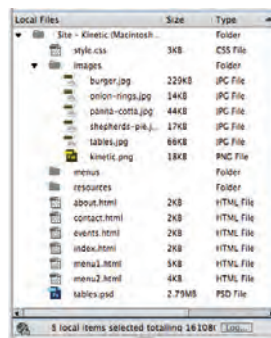 Local Files Size Type
Site - Kinetic (Macintosh... Folder
style.css 3KB CSS File
images Folder
burger.jpg 229KB JPG File
onion-rings.jpg 14KB JPG File
panna-cotta.jpg 44KB JPG File
shepherds-pie.j... 17KB JPG File
tables.jpg 66KB JPG File
kinetic.png 18KB PNG File
menus Folder
resources Folder
about.html 2KB HTML File
contact.html 2KB HTML File
events.html 2KB HTML File
index.html 2KB HTML File
menu1.html 5KB HTML File
menu2.html 4KB HTML File
tables.psd 2.79MB PSD File
5 local items selected totalling 16108( Log...